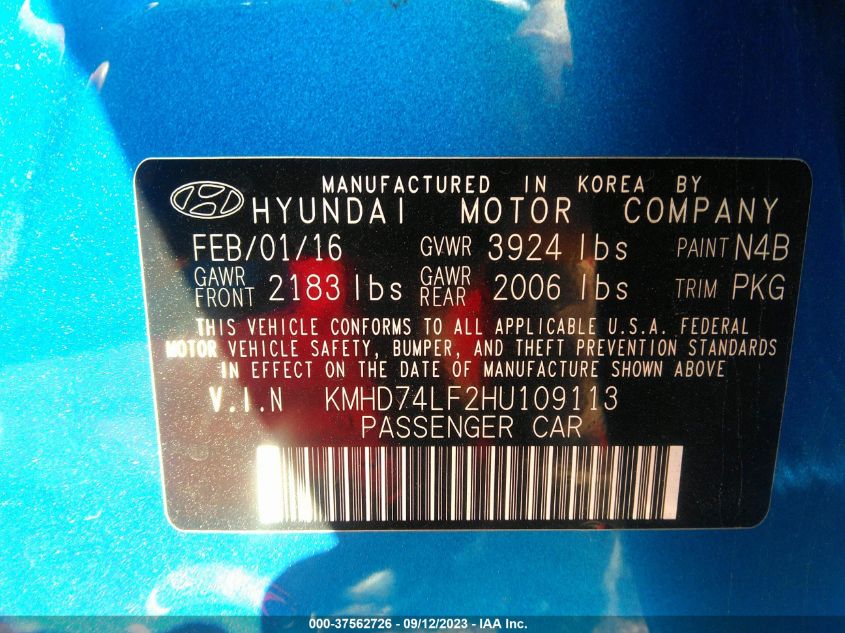 MANUFACTURED IN KOREA BY
HYUNDAI MOTOR COMPANY
FEB/01/16 GVWR 3924 lbs PAINT N4B
GAWR FRONT 2183 lbs GAWR REAR 2006 lbs TRIM PKG
THIS VEHICLE CONFORMS TO ALL APPLICABLE U.S.A. FEDERAL
MOTOR VEHICLE SAFETY, BUMPER, AND THEFT PREVENTION STANDARDS
IN EFFECT ON THE DATE OF MANUFACTURE SHOWN ABOVE
V.I.N KMHD74LF2HU109113
PASSENGER CAR
000-37562726 - 09/12/2023 - IAA Inc.